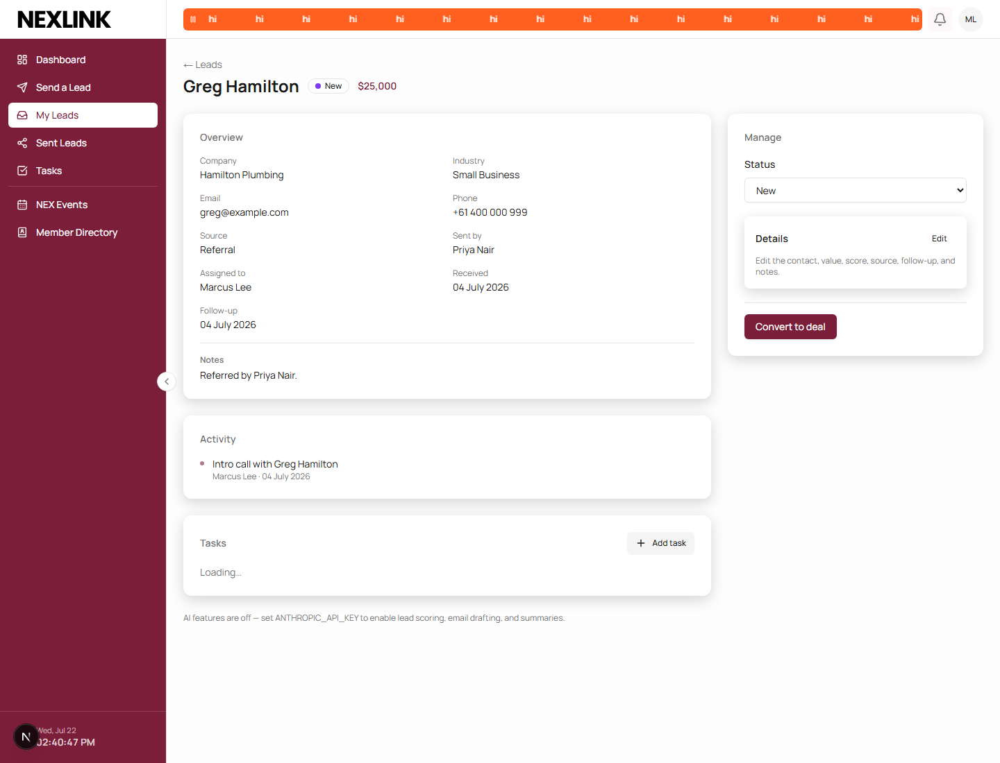 NEXLINK
hi hi hi hi hi hi hi hi hi hi hi hi hi hi hi hi
ML
Dashboard
Send a Lead
My Leads
Sent Leads
Tasks
NEX Events
Member Directory
Wed, Jul 22
02:40:47 PM
N
← Leads
Greg Hamilton
New
$25,000
Overview
Company
Hamilton Plumbing
Industry
Small Business
Email
greg@example.com
Phone
+61 400 000 999
Source
Referral
Sent by
Priya Nair
Assigned to
Marcus Lee
Received
04 July 2026
Follow-up
04 July 2026
Notes
Referred by Priya Nair.
Activity
Intro call with Greg Hamilton
Marcus Lee · 04 July 2026
Tasks
Add task
Loading...
AI features are off — set ANTHROPIC_API_KEY to enable lead scoring, email drafting, and summaries.
Manage
Status
New
Details
Edit
Edit the contact, value, score, source, follow-up, and
notes.
Convert to deal